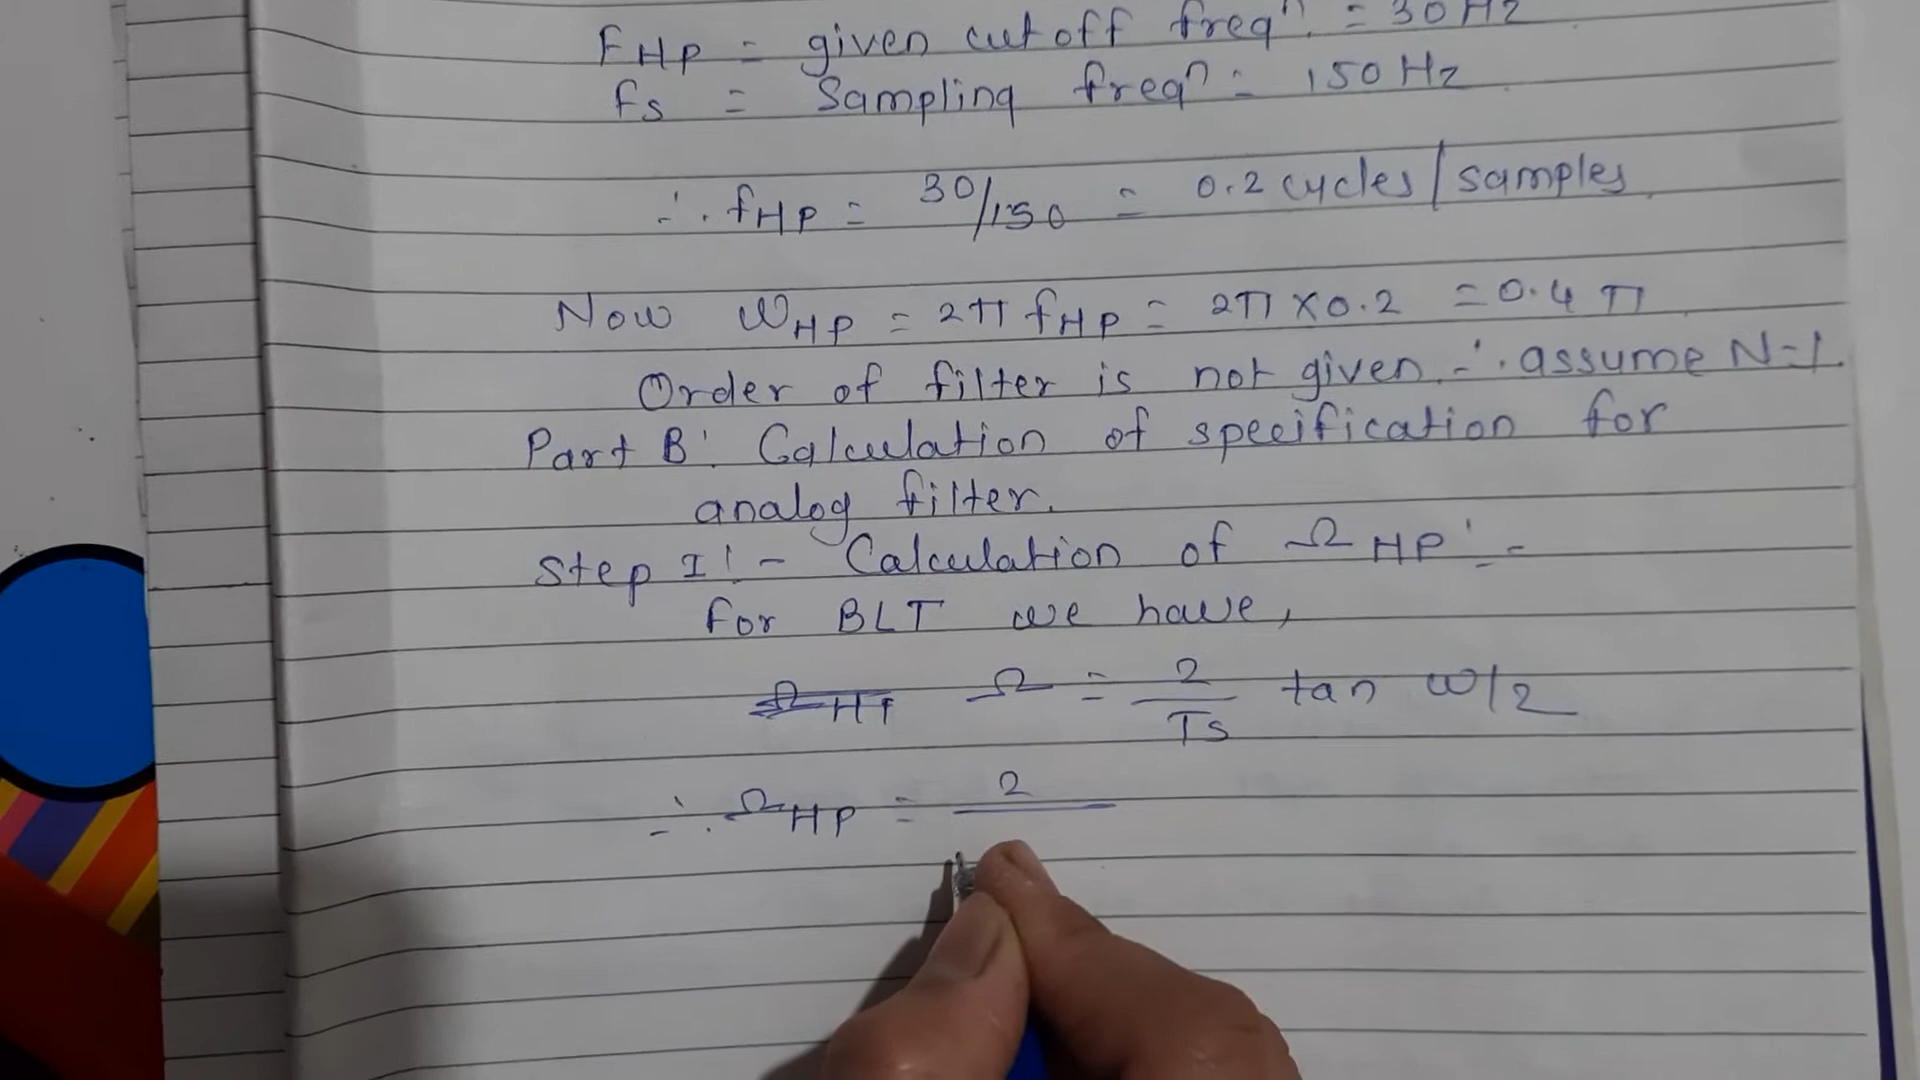 FHP = given cut off freqn. = 30 Hz
fs = Sampling freqn = 150 Hz
∴ fHP = 30/150 = 0.2 cycles/samples
Now ωHP = 2π fHP = 2π × 0.2 = 0.4 π
Order of filter is not given ∴ assume N=1.
Part B: Calculation of specification for
analog filter.
Step I:- Calculation of ΩHP:-
for BLT we have,
Ω = 2/Ts tan ω/2
∴ ΩHP = 2